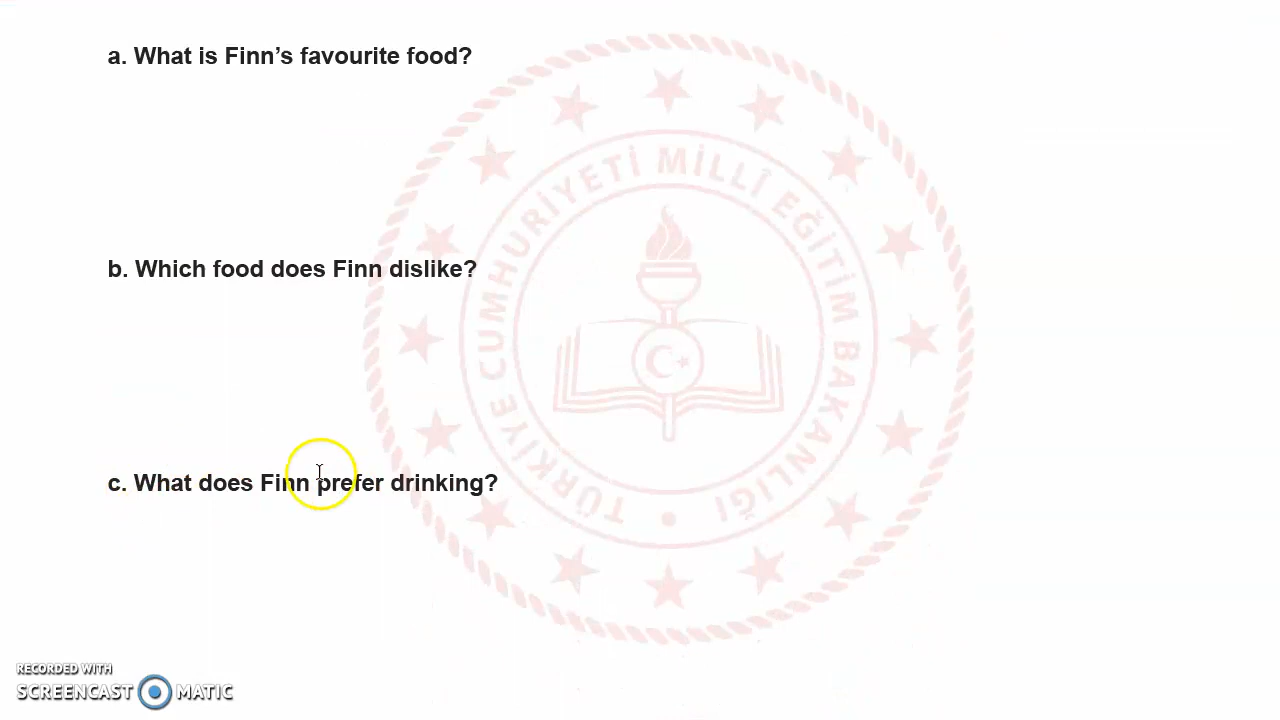 a. What is Finn’s favourite food?
b. Which food does Finn dislike?
c. What does Finn prefer drinking?
TÜRKİYE CUMHURİYETİ MİLLÎ EĞİTİM BAKANLIĞI
RECORDED WITH
SCREENCAST MATIC